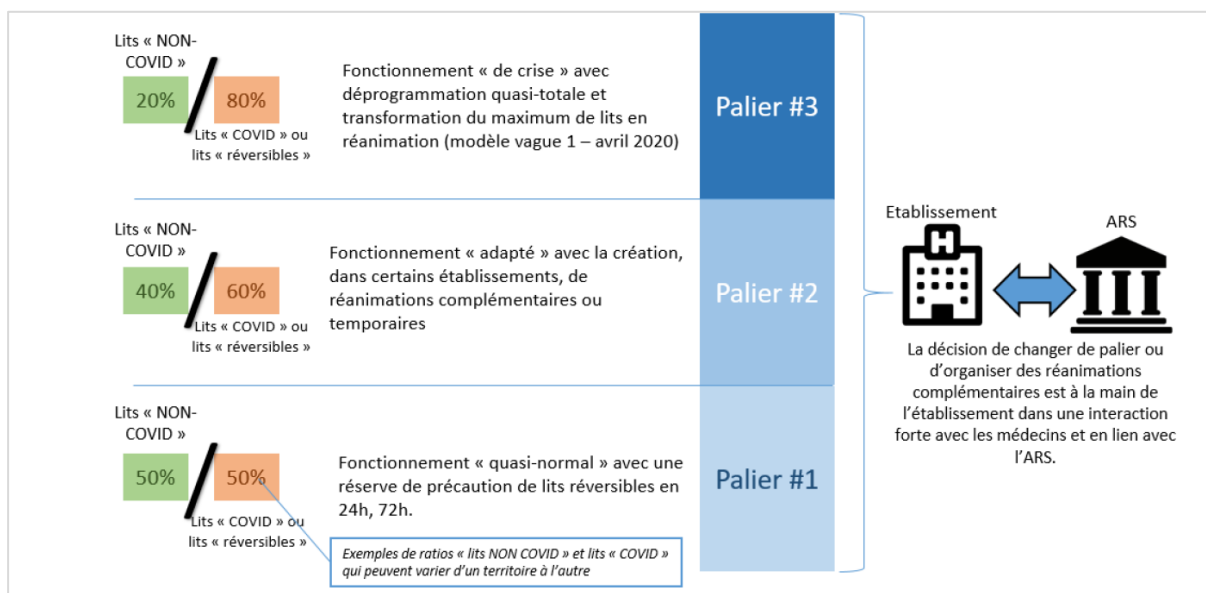 Lits « NON-
COVID »
20%
80%
Lits « COVID » ou
lits « réversibles »
Fonctionnement « de crise » avec
déprogrammation quasi-totale et
transformation du maximum de lits en
réanimation (modèle vague 1 – avril 2020)
Palier #3
Lits « NON-
COVID »
40%
60%
Lits « COVID » ou
lits « réversibles »
Fonctionnement « adapté » avec la création,
dans certains établissements, de
réanimations complémentaires ou
temporaires
Palier #2
Lits « NON-
COVID »
50%
50%
Lits « COVID » ou
lits « réversibles »
Fonctionnement « quasi-normal » avec une
réserve de précaution de lits réversibles en
24h, 72h.
Palier #1
Exemples de ratios « lits NON COVID » et lits « COVID »
qui peuvent varier d'un territoire à l'autre
Etablissement
H
ARS
La décision de changer de palier ou
d'organiser des réanimations
complémentaires est à la main de
l'établissement dans une interaction
forte avec les médecins et en lien avec
l'ARS.